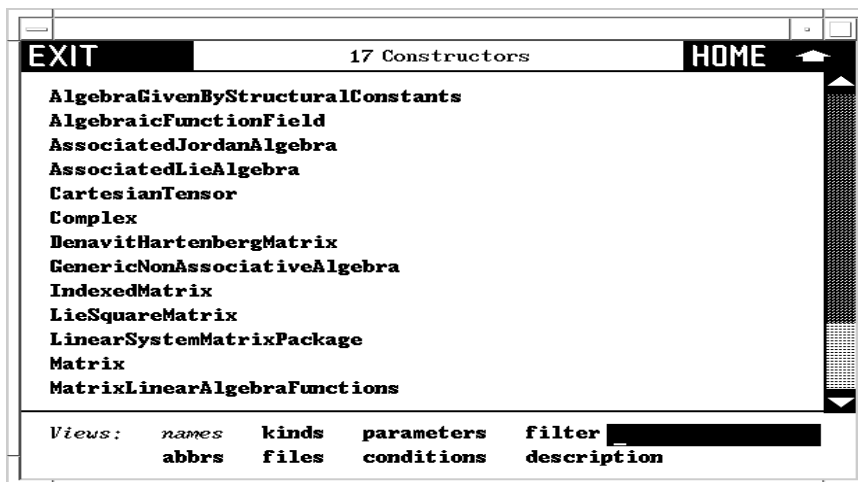 EXIT 17 Constructors HOME
AlgebraGivenByStructuralConstants
AlgebraicFunctionField
AssociatedJordanAlgebra
AssociatedLieAlgebra
CartesianTensor
Complex
DenavitHartenbergMatrix
GenericNonAssociativeAlgebra
IndexedMatrix
LieSquareMatrix
LinearSystemMatrixPackage
Matrix
MatrixLinearAlgebraFunctions
Views: names kinds parameters filter
abbrs files conditions description